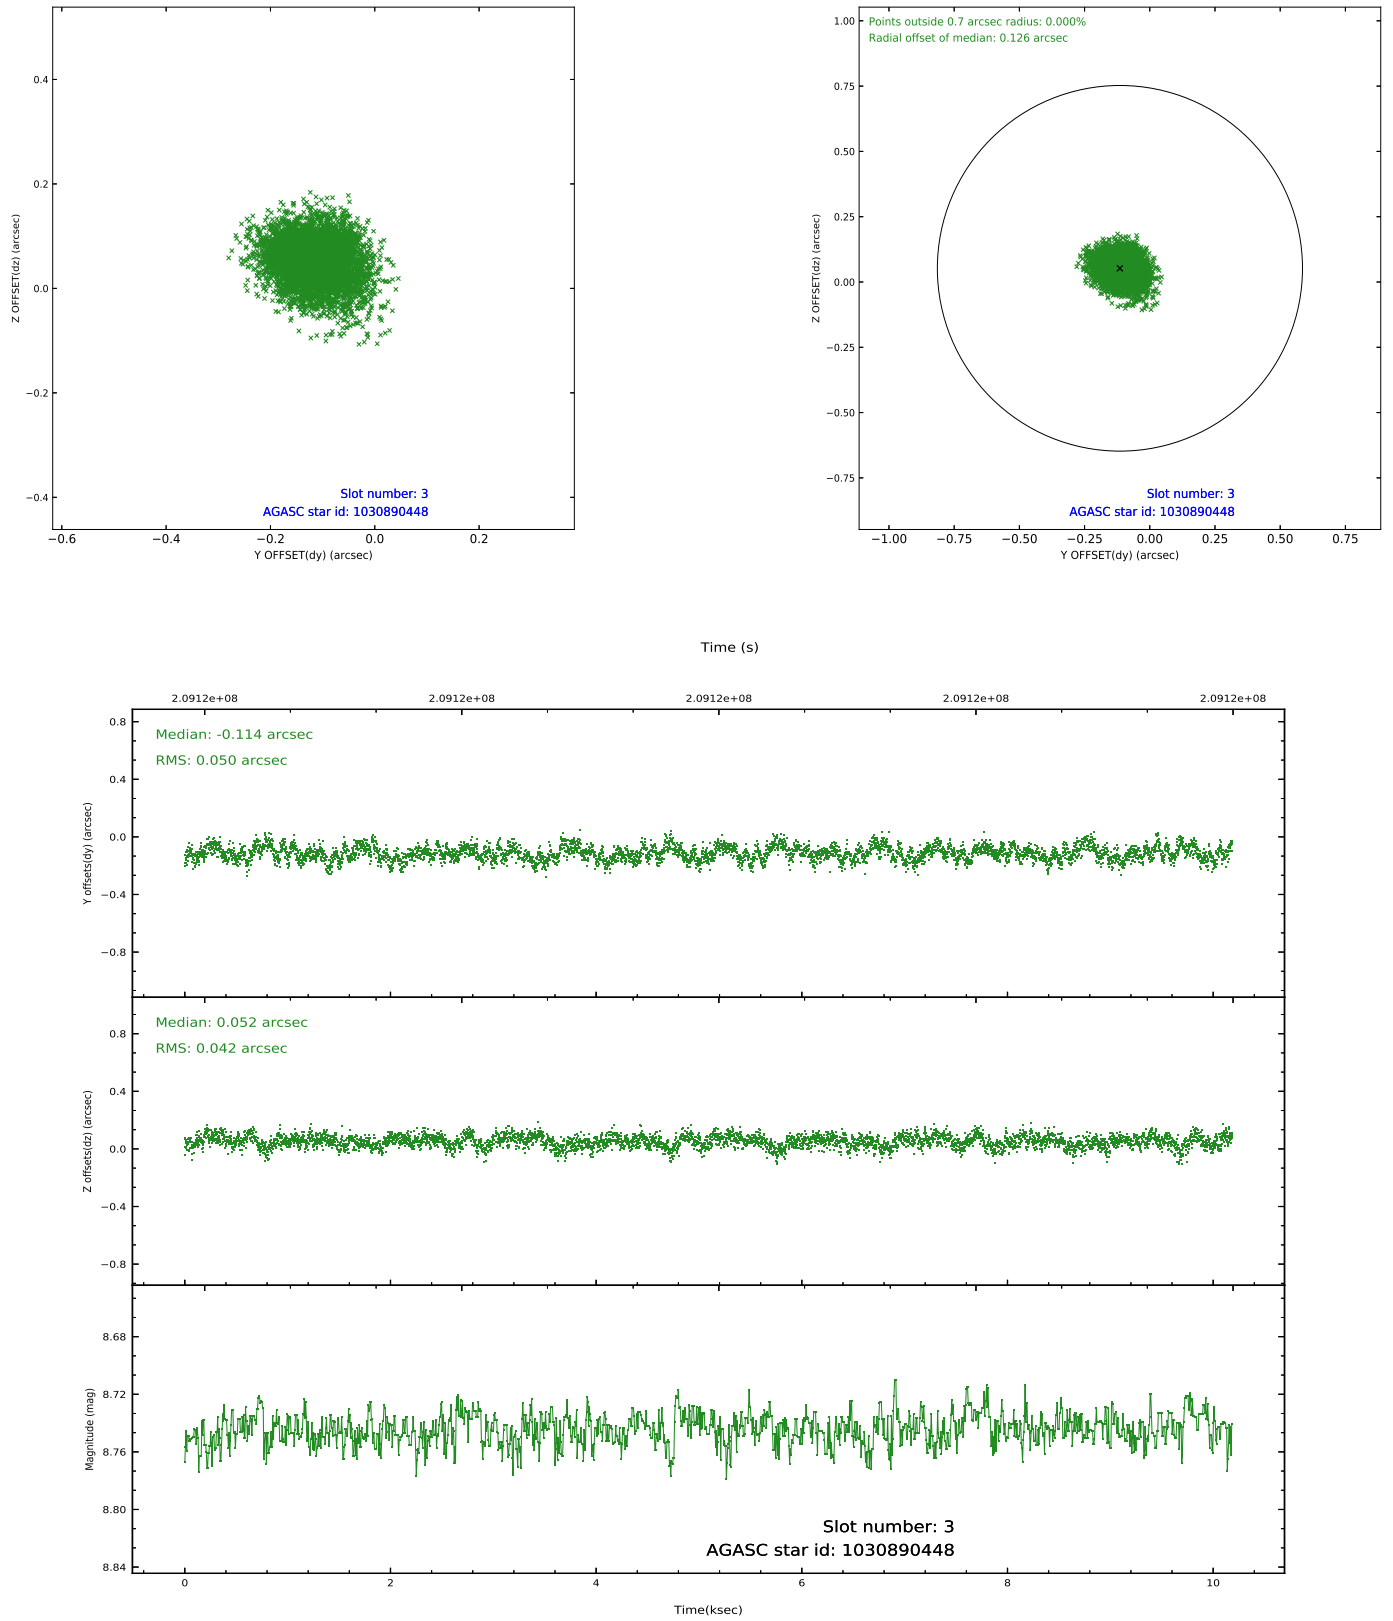 0.4
0.2
0.0
−0.2
−0.4
Z OFFSET(dz) (arcsec)
Slot number: 3
AGASC star id: 1030890448
−0.6 −0.4 −0.2 0.0 0.2
Y OFFSET(dy) (arcsec)
Points outside 0.7 arcsec radius: 0.000%
Radial offset of median: 0.126 arcsec
1.00
0.75
0.50
0.25
0.00
−0.25
−0.50
−0.75
Z OFFSET(dz) (arcsec)
Slot number: 3
AGASC star id: 1030890448
−1.00 −0.75 −0.50 −0.25 0.00 0.25 0.50 0.75
Y OFFSET(dy) (arcsec)
Time (s)
2.0912e+08 2.0912e+08 2.0912e+08 2.0912e+08 2.0912e+08
Median: -0.114 arcsec
RMS: 0.050 arcsec
0.8
0.4
0.0
−0.4
−0.8
Y offsets(dy) (arcsec)
Median: 0.052 arcsec
RMS: 0.042 arcsec
0.8
0.4
0.0
−0.4
−0.8
Z offsets(dz) (arcsec)
8.68
8.72
8.76
8.80
8.84
Magnitude (mag)
Slot number: 3
AGASC star id: 1030890448
0 2 4 6 8 10
Time(ksec)